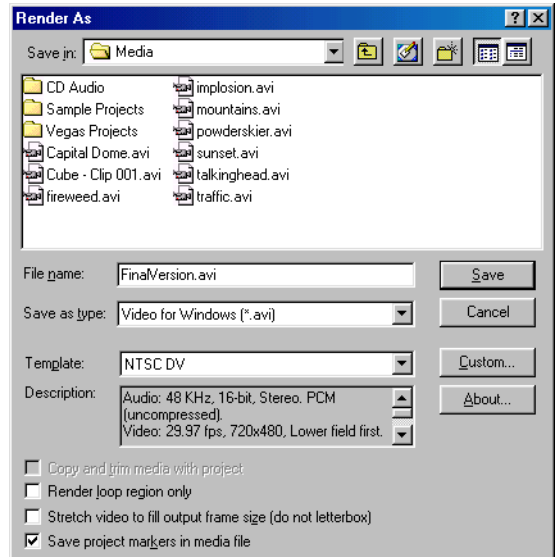 Render As
Save in: Media
CD Audio
Sample Projects
Vegas Projects
Capital Dome.avi
Cube - Clip 001.avi
fireweed.avi
implosion.avi
mountains.avi
powderskier.avi
sunset.avi
talkinghead.avi
traffic.avi
File name: FinalVersion.avi
Save
Save as type: Video for Windows (*.avi)
Cancel
Template: NTSC DV
Custom...
Description: Audio: 48 KHz, 16-bit, Stereo. PCM
(uncompressed).
Video: 29.97 fps, 720x480, Lower field first.
About...
Copy and trim media with project
Render loop region only
Stretch video to fill output frame size (do not letterbox)
Save project markers in media file